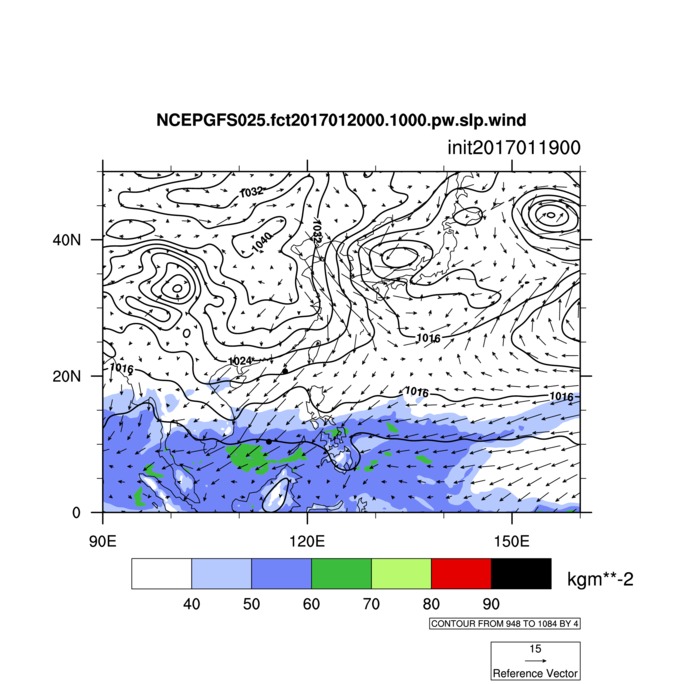 NCEPGFS025.fct2017012000.1000.pw.slp.wind
init2017011900
1032
1040
1032
40N
1016
1024
1016
20N
1016
1016
0
90E 120E 150E
40 50 60 70 80 90
kgm**-2
CONTOUR FROM 948 TO 1084 BY 4
15
Reference Vector